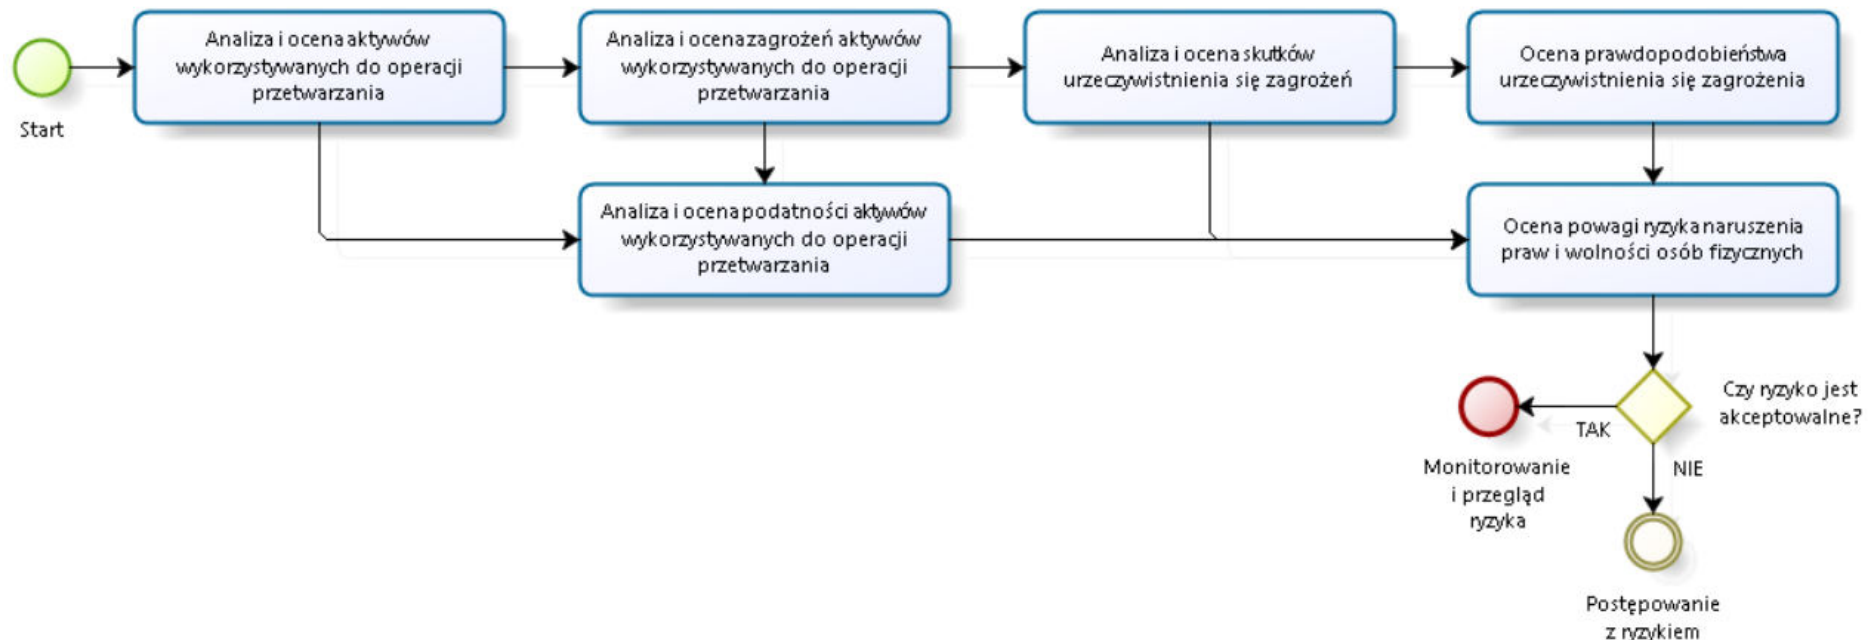 Start
Analiza i ocena aktywów
wykorzystywanych do operacji
przetwarzania
Analiza i ocena zagrożeń aktywów
wykorzystywanych do operacji
przetwarzania
Analiza i ocena skutków
urzeczywistnienia się zagrożeń
Ocena prawdopodobieństwa
urzeczywistnienia się zagrożenia
Analiza i ocena podatności aktywów
wykorzystywanych do operacji
przetwarzania
Ocena powagi ryzyka naruszenia
praw i wolności osób fizycznych
Czy ryzyko jest
akceptowalne?
TAK
Monitorowanie
i przegląd
ryzyka
NIE
Postępowanie
z ryzykiem